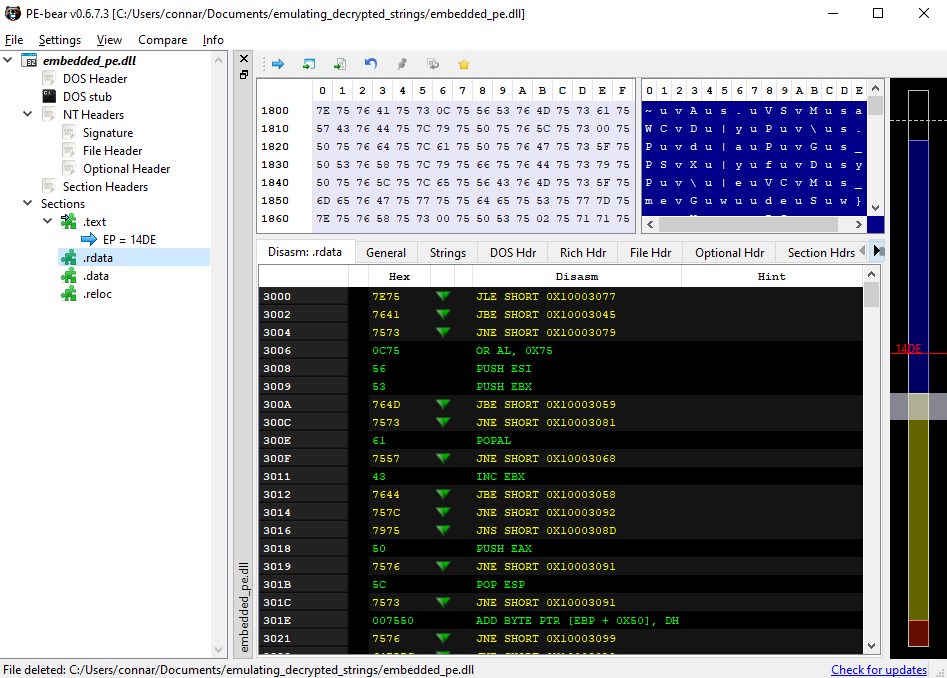 PE-bear v0.6.7.3 [C:/Users/connar/Documents/emulating_decrypted_strings/embedded_pe.dll]
File Settings View Compare Info
embedded_pe.dll
DOS Header
DOS stub
NT Headers
Signature
File Header
Optional Header
Section Headers
Sections
.text
EP = 14DE
.rdata
.data
.reloc
embedded_pe.dll
0 1 2 3 4 5 6 7 8 9 A B C D E F
1800 7E 75 76 41 75 73 0C 75 56 53 76 4D 75 73 61 75
1810 57 43 76 44 75 7C 79 75 50 75 76 5C 75 73 00 75
1820 50 75 76 64 75 7C 61 75 50 75 76 47 75 73 5F 75
1830 50 53 76 58 75 7C 79 75 66 75 76 44 75 73 79 75
1840 50 75 76 5C 75 7C 65 75 56 43 76 4D 75 73 5F 75
1850 6D 65 76 47 75 77 75 75 64 65 75 53 75 77 7D 75
1860 7E 75 76 58 75 73 00 75 50 53 75 02 75 71 71 75
0 1 2 3 4 5 6 7 8 9 A B C D E
~ u v A u s . u V S v M u s a
W C v D u | y u P u v \ u s .
P u v d u | a u P u v G u s _
P S v X u | y u f u v D u s y
P u v \ u | e u V C v M u s _
m e v G u w u u d e u S u w }
Disasm: .rdata General Strings DOS Hdr Rich Hdr File Hdr Optional Hdr Section Hdrs
Hex Disasm Hint
3000 7E75 JLE SHORT 0X10003077
3002 7641 JBE SHORT 0X10003045
3004 7573 JNE SHORT 0X10003079
3006 0C75 OR AL, 0X75
3008 56 PUSH ESI
3009 53 PUSH EBX
300A 764D JBE SHORT 0X10003059
300C 7573 JNE SHORT 0X10003081
300E 61 POPAL
300F 7557 JNE SHORT 0X10003068
3011 43 INC EBX
3012 7644 JBE SHORT 0X10003058
3014 757C JNE SHORT 0X10003092
3016 7975 JNS SHORT 0X1000308D
3018 50 PUSH EAX
3019 7576 JNE SHORT 0X10003091
301B 5C POP ESP
301C 7573 JNE SHORT 0X10003091
301E 007550 ADD BYTE PTR [EBP + 0X50], DH
3021 7576 JNE SHORT 0X10003099
14DE
File deleted: C:/Users/connar/Documents/emulating_decrypted_strings/embedded_pe.dll
Check for updates